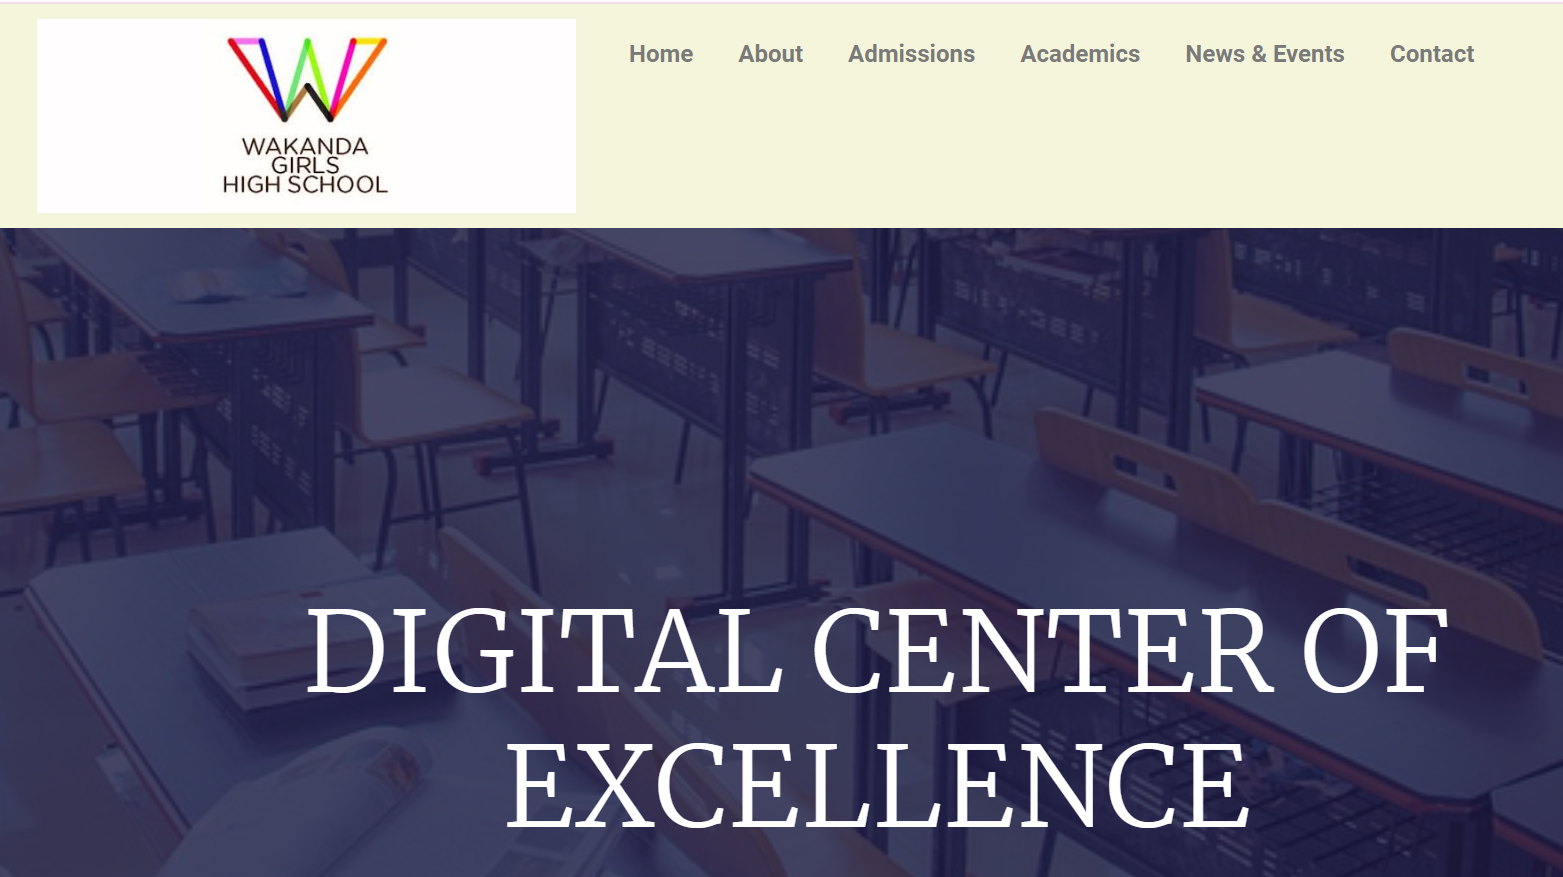 WAKANDA
GIRLS
HIGH SCHOOL
Home About Admissions Academics News & Events Contact
DIGITAL CENTER OF
EXCELLENCE